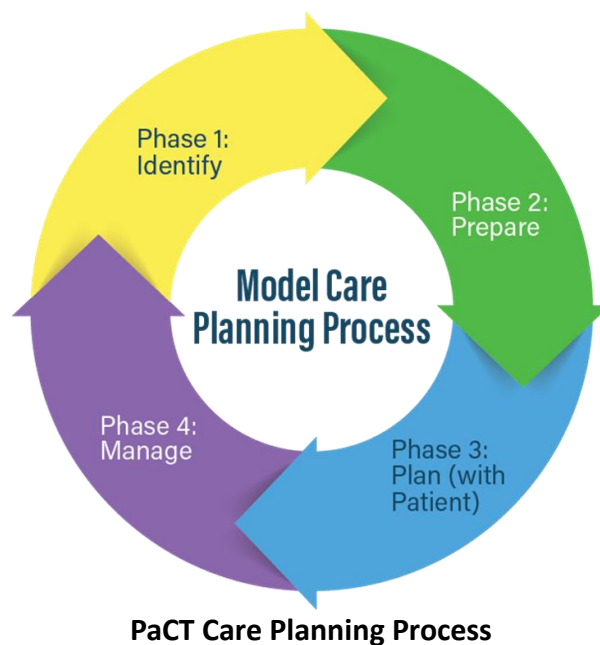 Phase 1:
Identify
Phase 2:
Prepare
Model Care
Planning Process
Phase 4:
Manage
Phase 3:
Plan (with
Patient)
PaCT Care Planning Process